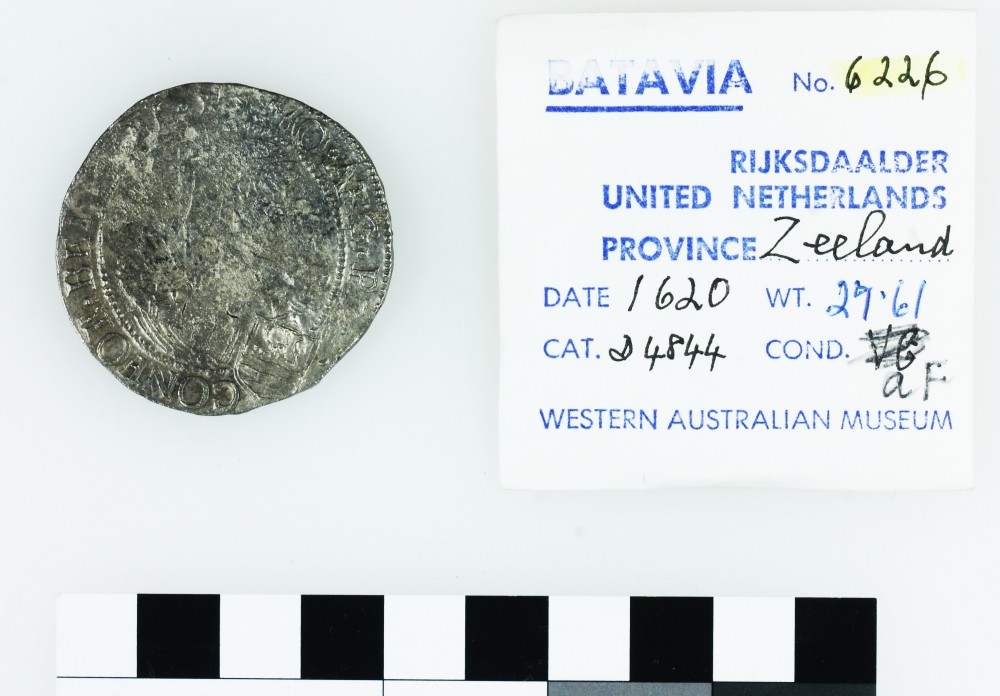 BATAVIA No. 6226
RIJKSDAALDER
UNITED NETHERLANDS
PROVINCE Zeeland
DATE 1620 WT. 27.61
CAT. D4844 COND. VG
aF
WESTERN AUSTRALIAN MUSEUM